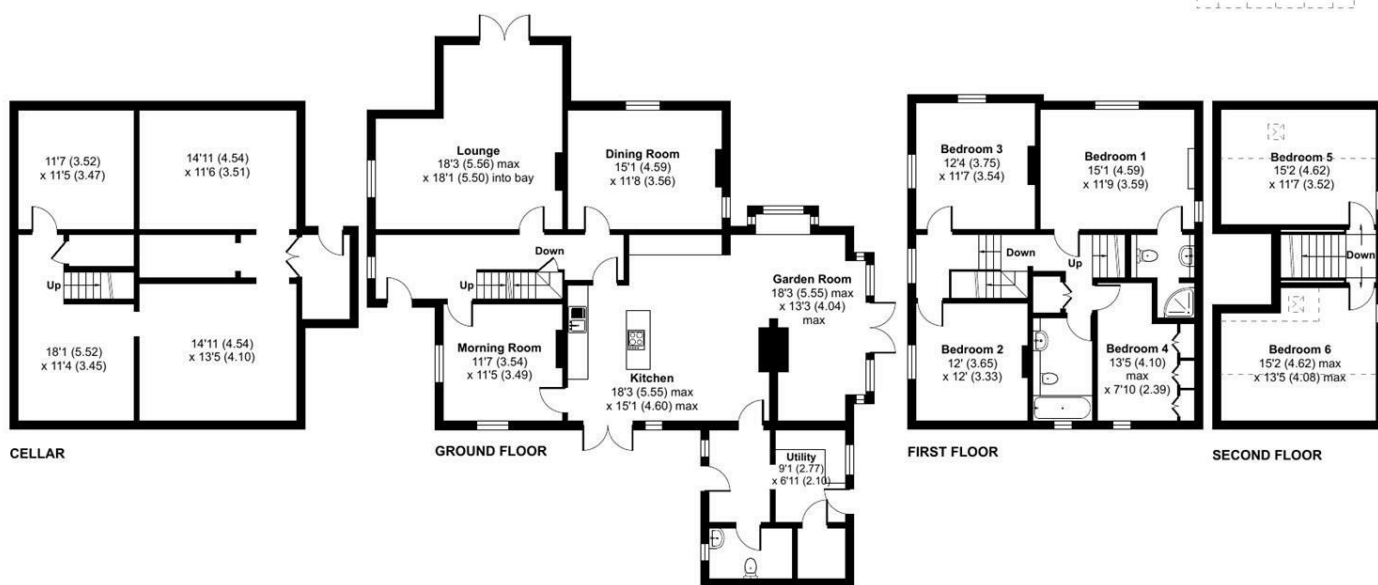 11'7 (3.52)
x 11'5 (3.47)
14'11 (4.54)
x 11'6 (3.51)
Up
18'1 (5.52)
x 11'4 (3.45)
14'11 (4.54)
x 13'5 (4.10)
CELLAR
Lounge
18'3 (5.56) max
x 18'1 (5.50) into bay
Dining Room
15'1 (4.59)
x 11'8 (3.56)
Down
Up
Garden Room
18'3 (5.55) max
x 13'3 (4.04)
max
Morning Room
11'7 (3.54)
x 11'5 (3.49)
Kitchen
18'3 (5.55) max
x 15'1 (4.60) max
Utility
9'1 (2.77)
x 6'11 (2.10)
GROUND FLOOR
Bedroom 3
12'4 (3.75)
x 11'7 (3.54)
Bedroom 1
15'1 (4.59)
x 11'9 (3.59)
Down
Up
Bedroom 2
12' (3.65)
x 12' (3.33)
Bedroom 4
13'5 (4.10)
max
x 7'10 (2.39)
FIRST FLOOR
Bedroom 5
15'2 (4.62)
x 11'7 (3.52)
Down
Bedroom 6
15'2 (4.62) max
x 13'5 (4.08) max
SECOND FLOOR